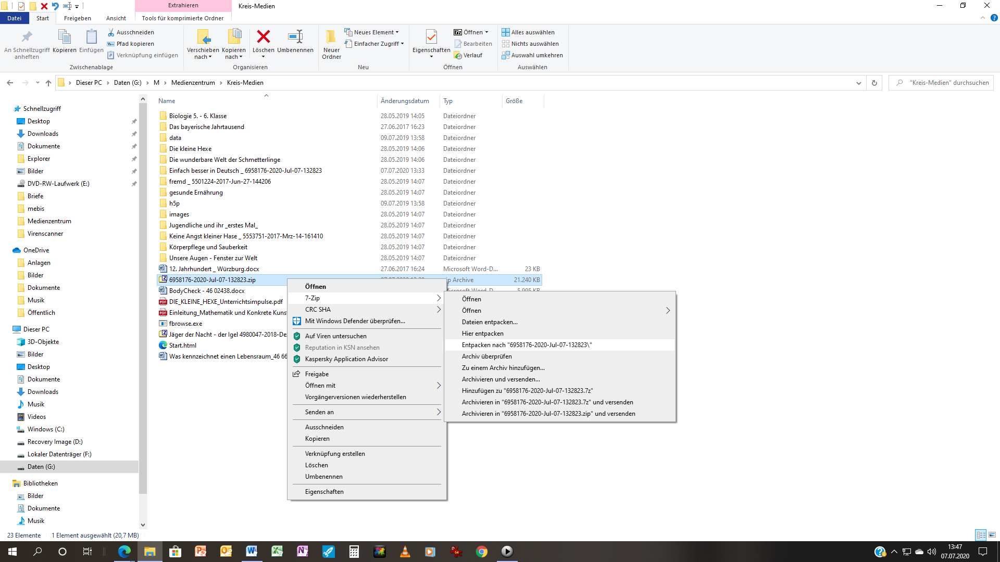 Extrahieren
Kreis-Medien
Datei
Start
Freigeben
Ansicht
Tools für komprimierte Ordner
An Schnellzugriff
anheften
Kopieren
Einfügen
Ausschneiden
Pfad kopieren
Verknüpfung einfügen
Zwischenablage
Verschieben
nach
Kopieren
nach
Löschen
Umbenennen
Organisieren
Neuer
Ordner
Neues Element
Einfacher Zugriff
Neu
Eigenschaften
Öffnen
Bearbeiten
Verlauf
Öffnen
Alles auswählen
Nichts auswählen
Auswahl umkehren
Auswählen
Dieser PC
Daten (G:)
M
Medienzentrum
Kreis-Medien
"Kreis-Medien" durchsuchen
Schnellzugriff
Desktop
Downloads
Dokumente
Explorer
Bilder
DVD-RW-Laufwerk (E:)
Briefe
mebis
Medienzentrum
Virenscanner
OneDrive
Anlagen
Bilder
Dokumente
Musik
Öffentlich
Dieser PC
3D-Objekte
Bilder
Desktop
Dokumente
Downloads
Musik
Videos
Windows (C:)
Recovery Image (D:)
Lokaler Datenträger (F:)
Daten (G:)
Bibliotheken
Bilder
Dokumente
Musik
Name Änderungsdatum Typ Größe
Biologie 5. - 6. Klasse 28.05.2019 14:05 Dateiordner
Das bayerische Jahrtausend 27.06.2017 16:23 Dateiordner
data 09.07.2019 13:58 Dateiordner
Die kleine Hexe 28.05.2019 14:06 Dateiordner
Die wunderbare Welt der Schmetterlinge 28.05.2019 14:06 Dateiordner
Einfach besser in Deutsch _ 6958176-2020-Jul-07-132823 07.07.2020 13:33 Dateiordner
fremd _ 5501224-2017-Jun-27-144206 28.05.2019 14:07 Dateiordner
gesunde Ernährung 28.05.2019 14:07 Dateiordner
h5p 09.07.2019 13:58 Dateiordner
images 28.05.2019 14:07 Dateiordner
Jugendliche und ihr _erstes Mal_ 28.05.2019 14:07 Dateiordner
Keine Angst kleiner Hase _ 5553751-2017-Mrz-14-161410 28.05.2019 14:07 Dateiordner
Körperpflege und Sauberkeit 28.05.2019 14:07 Dateiordner
Unsere Augen - Fenster zur Welt 28.05.2019 14:07 Dateiordner
12. Jahrhundert _ Würzburg.docx 27.06.2017 16:24 Microsoft Word-D... 23 KB
6958176-2020-Jul-07-132823.zip Archive 21.240 KB
BodyCheck - 46 02438.docx Microsoft Word-D 5.995 KB
DIE_KLEINE_HEXE_Unterrichtsimpulse.pdf
Einleitung_Mathematik und Konkrete Kuns
fbrowse.exe
Jäger der Nacht - der Igel 4980047-2018-De
Start.html
Was kennzeichnet einen Lebensraum_46 66
Öffnen
7-Zip
CRC SHA
Mit Windows Defender überprüfen...
Auf Viren untersuchen
Reputation in KSN ansehen
Kaspersky Application Advisor
Freigabe
Öffnen mit
Vorgängerversionen wiederherstellen
Senden an
Ausschneiden
Kopieren
Verknüpfung erstellen
Löschen
Umbenennen
Eigenschaften
Öffnen
Öffnen
Dateien entpacken...
Hier entpacken
Entpacken nach "6958176-2020-Jul-07-132823\"
Archiv überprüfen
Zu einem Archiv hinzufügen...
Archivieren und versenden...
Hinzufügen zu "6958176-2020-Jul-07-132823.7z"
Archivieren in "6958176-2020-Jul-07-132823.7z" und versenden
Archivieren in "6958176-2020-Jul-07-132823.zip" und versenden
23 Elemente
1 Element ausgewählt (20,7 MB)
13:47
07.07.2020